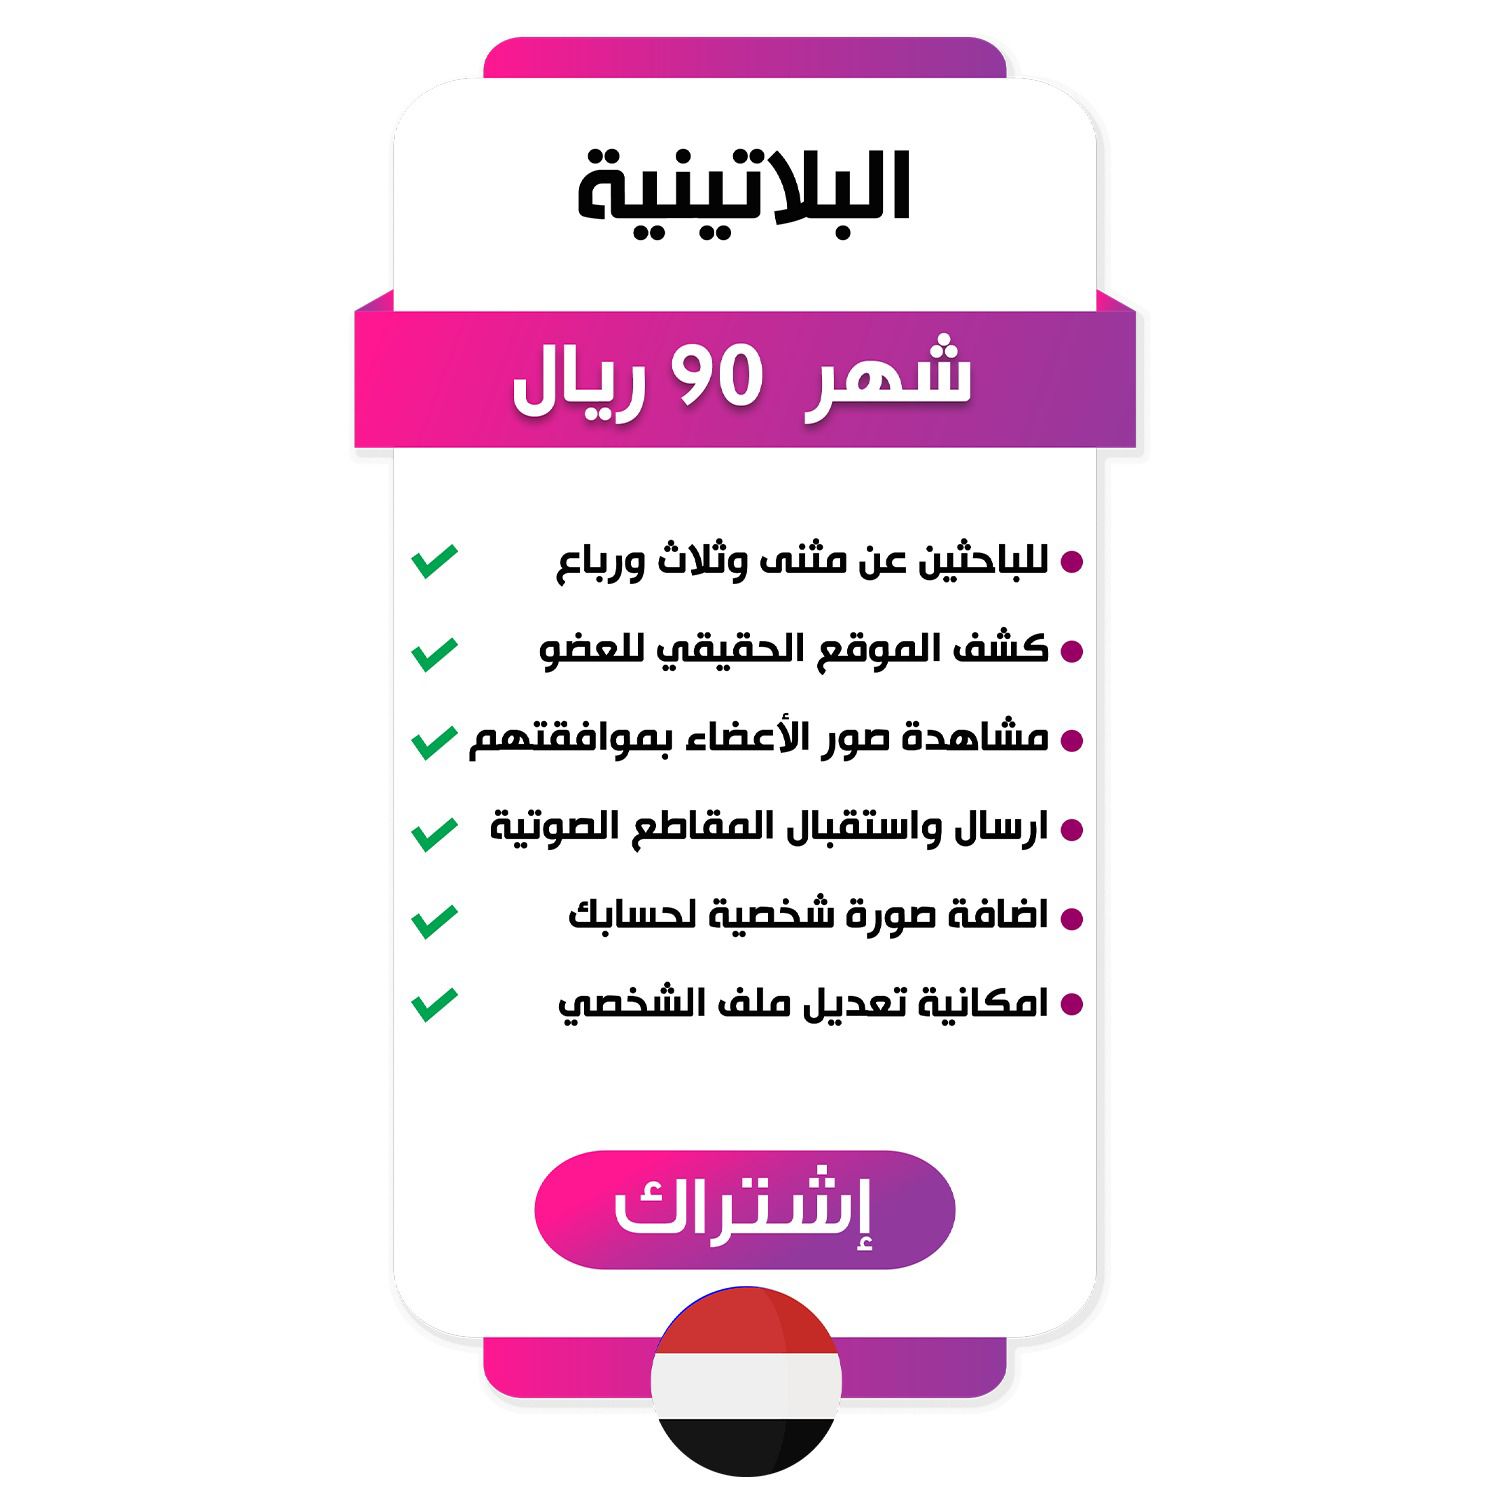 البلاتينية
شهر 90 ريال
للباحثين عن مثنى وثلاث ورباع
كشف الموقع الحقيقي للعضو
مشاهدة صور الأعضاء بموافقتهم
ارسال واستقبال المقاطع الصوتية
اضافة صورة شخصية لحسابك
امكانية تعديل ملف الشخصي
إشتراك